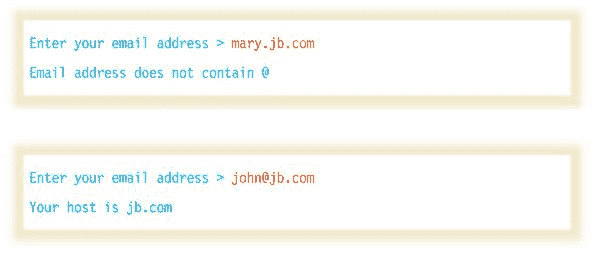 Enter your email address > mary.jb.com
Email address does not contain @
Enter your email address > john@jb.com
Your host is jb.com